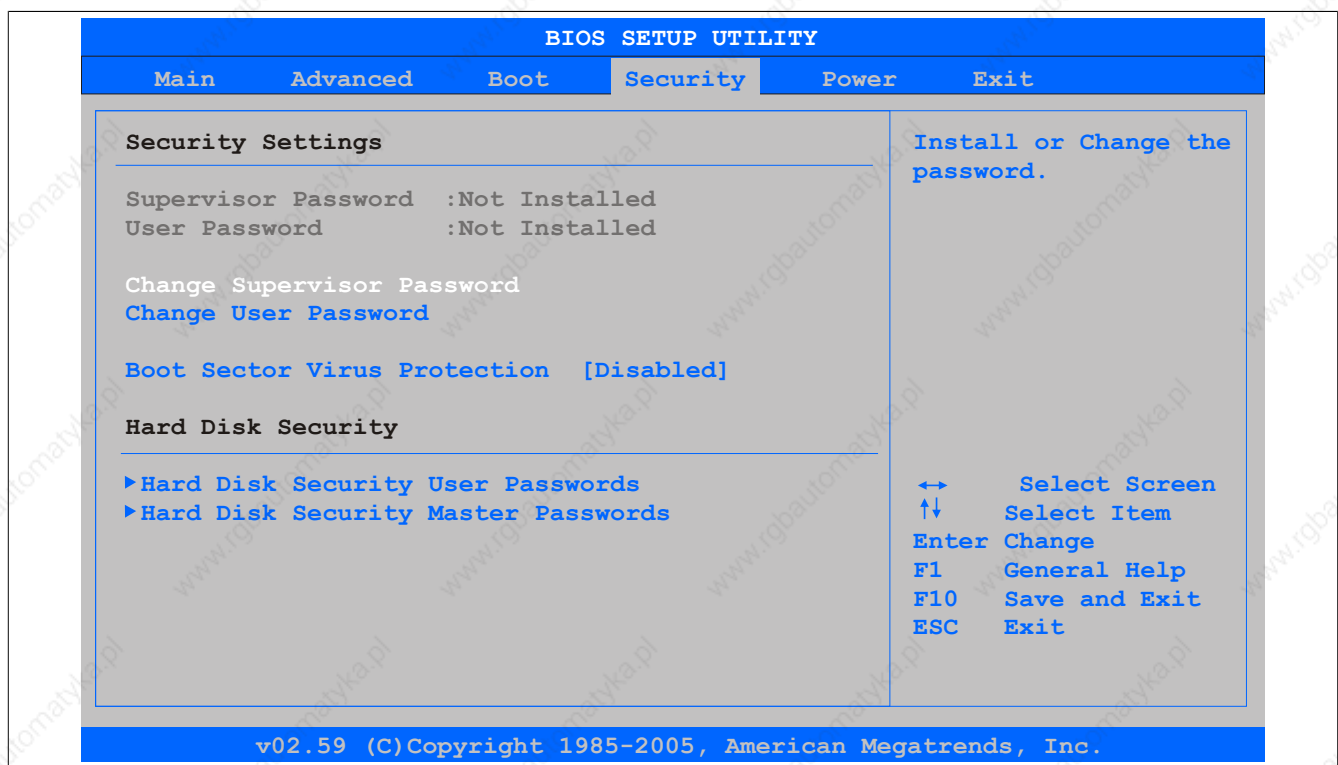 BIOS SETUP UTILITY
Main Advanced Boot Security Power Exit
Security Settings
Supervisor Password :Not Installed
User Password :Not Installed
Change Supervisor Password
Change User Password
Boot Sector Virus Protection [Disabled]
Hard Disk Security
Hard Disk Security User Passwords
Hard Disk Security Master Passwords
Install or Change the
password.
↔ Select Screen
↑↓ Select Item
Enter Change
F1 General Help
F10 Save and Exit
ESC Exit
v02.59 (C)Copyright 1985-2005, American Megatrends, Inc.
www.rgbautomatyka.pl